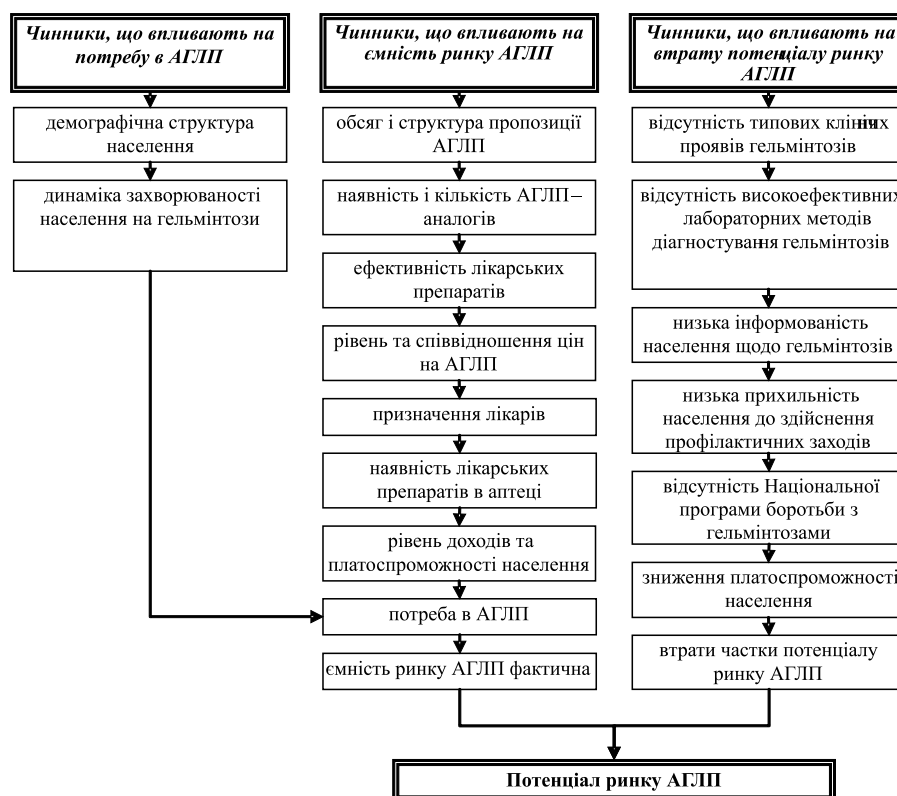 Чинники, що впливають на
потребу в АГЛП
демографічна структура
населення
динаміка захворюваності
населення на гельмінтози
Чинники, що впливають на
ємність ринку АГЛП
обсяг і структура пропозиції
АГЛП
наявність і кількість АГЛП–
аналогів
ефективність лікарських
препаратів
рівень та співвідношення цін
на АГЛП
призначення лікарів
наявність лікарських
препаратів в аптеці
рівень доходів та
платоспроможності населення
потреба в АГЛП
ємність ринку АГЛП фактична
Чинники, що впливають на
втрату потенціалу ринку
АГЛП
відсутність типових клінічних
проявів гельмінтозів
відсутність високоефективних
лабораторних методів
діагностування гельмінтозів
низька інформованість
населення щодо гельмінтозів
низька прихильність
населення до здійснення
профілактичних заходів
відсутність Національної
програми боротьби з
гельмінтозами
зниження платоспроможності
населення
втрати частки потенціалу
ринку АГЛП
Потенціал ринку АГЛП